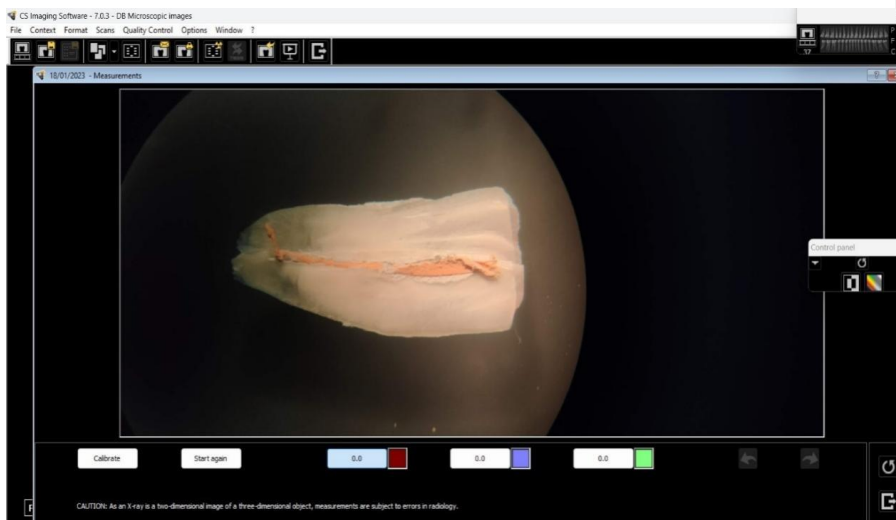 CS Imaging Software - 7.0.3 - DB Microscopic images
File Context Format Scans Quality Control Options Window ?
37
P
F
C
18/01/2023 - Measurements
Control panel
Calibrate Start again 0.0 0.0 0.0
CAUTION: As an X-ray is a two-dimensional image of a three-dimensional object, measurements are subject to errors in radiology.